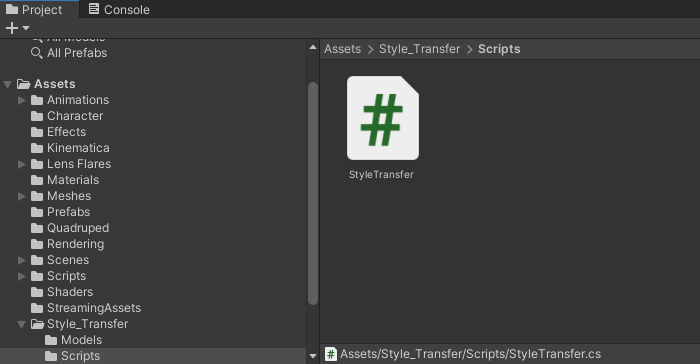 Project
Console
All Models
All Prefabs
Assets
Animations
Character
Effects
Kinematica
Lens Flares
Materials
Meshes
Prefabs
Quadruped
Rendering
Scenes
Scripts
Shaders
StreamingAssets
Style_Transfer
Models
Scripts
Assets > Style_Transfer > Scripts
#
StyleTransfer
# Assets/Style_Transfer/Scripts/StyleTransfer.cs